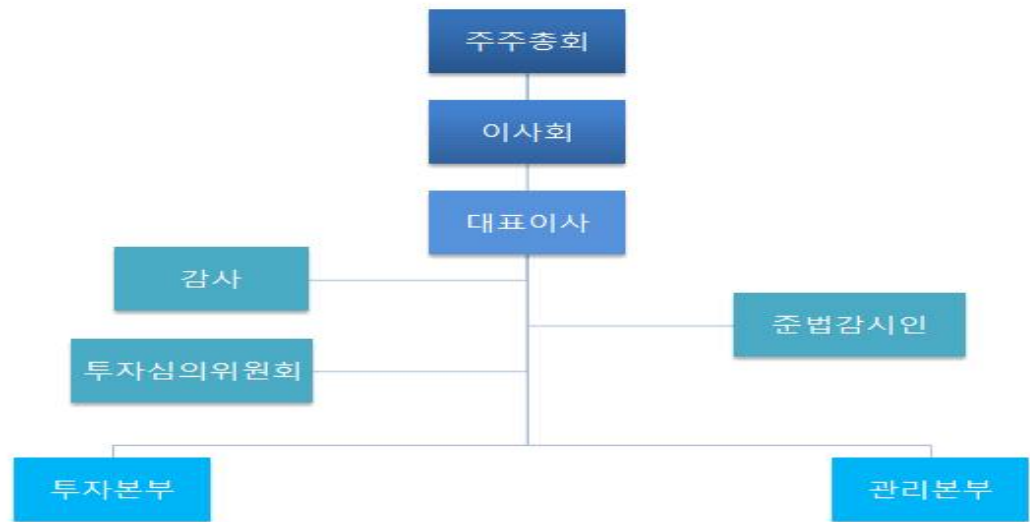 주주총회
이사회
대표이사
감사
준법감시인
투자심의위원회
투자본부
관리본부